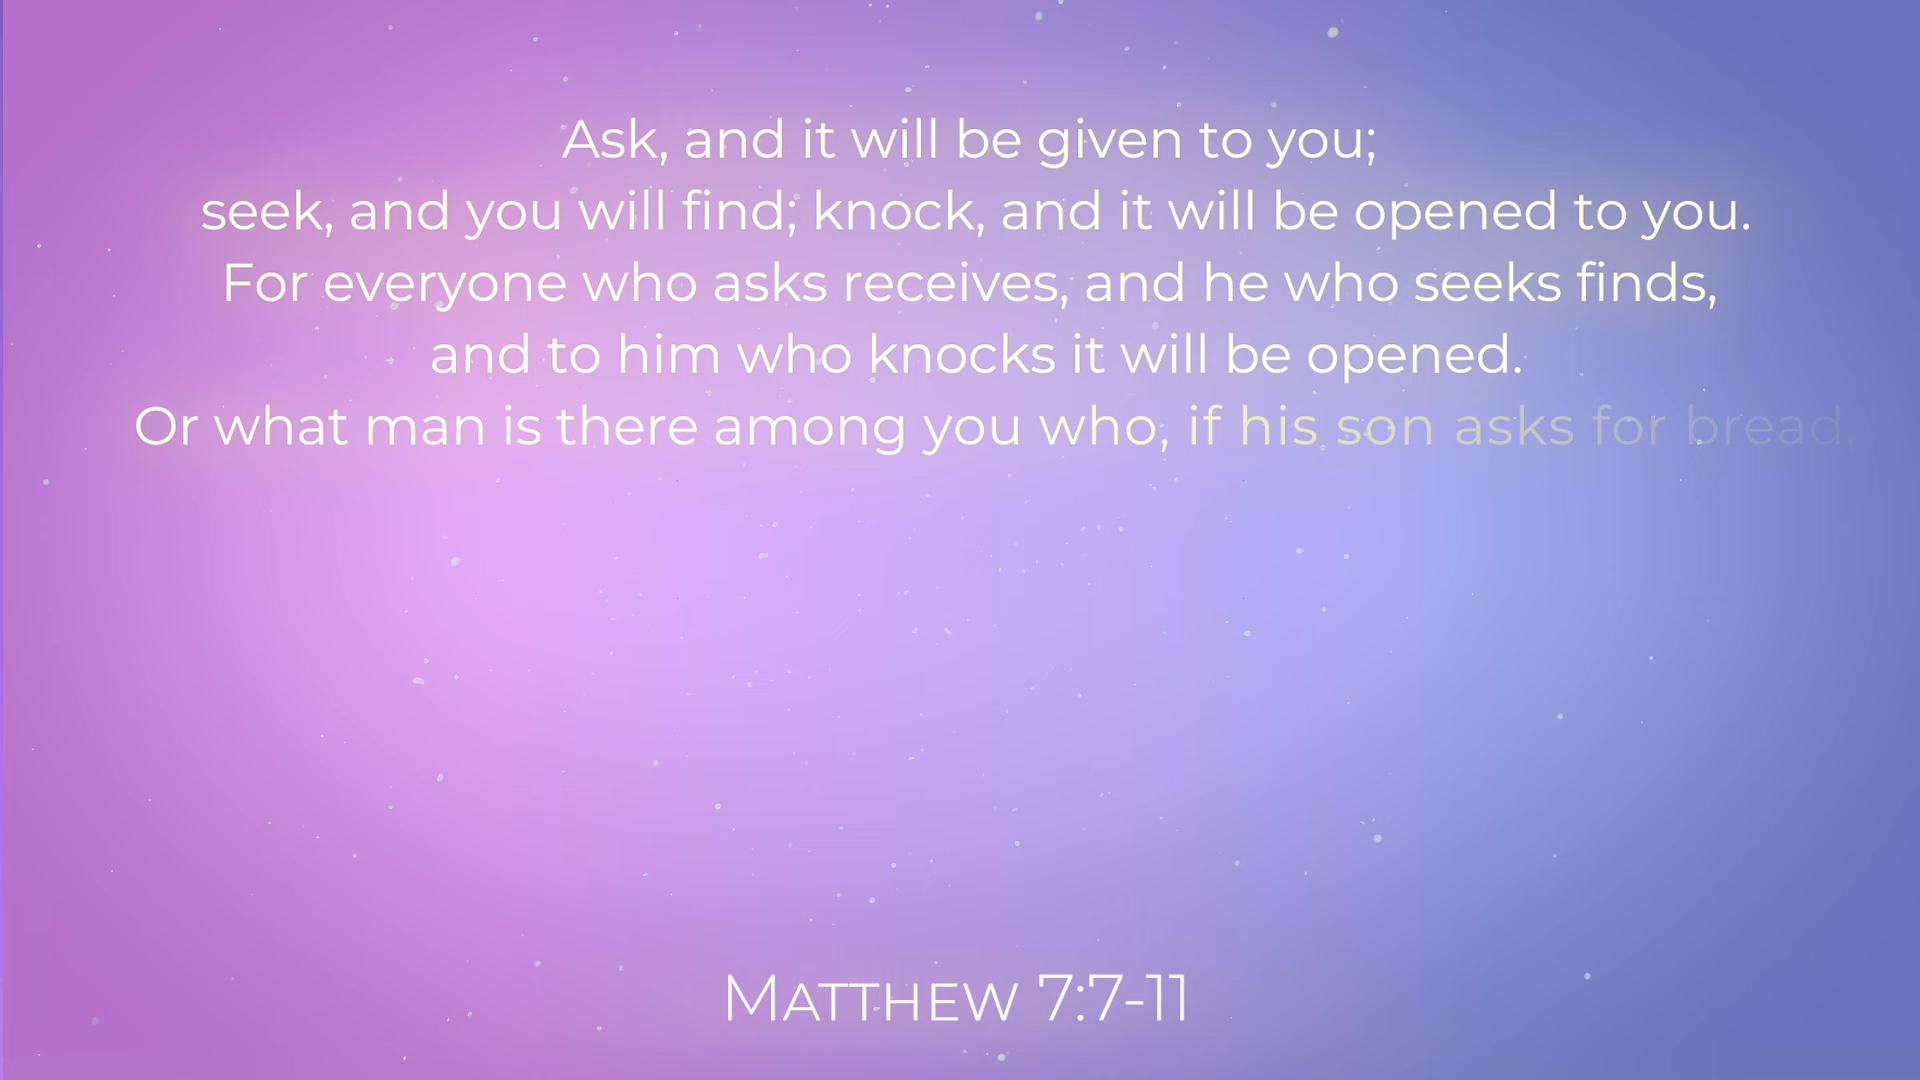 Ask, and it will be given to you;
seek, and you will find; knock, and it will be opened to you.
For everyone who asks receives, and he who seeks finds,
and to him who knocks it will be opened.
Or what man is there among you who, if his son asks for bread,
Matthew 7:7-11